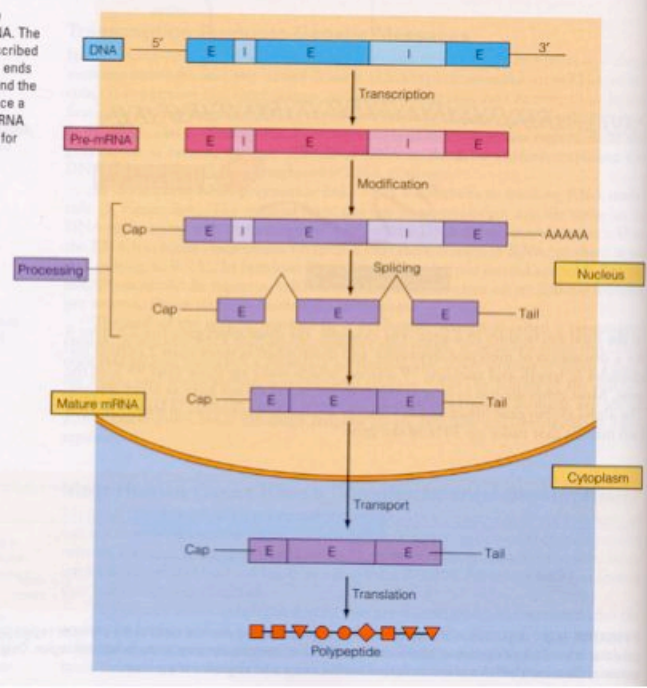 NA. The
cribed
ends
nd the
ce a
RNA
for
DNA 5' E I E I E 3'
Transcription
Pre-mRNA E I E I E
Modification
Cap E I E I E AAAAA
Processing
Splicing
Nucleus
Cap E E E Tail
Mature mRNA Cap E E E Tail
Cytoplasm
Transport
Cap E E E Tail
Translation
Polypeptide